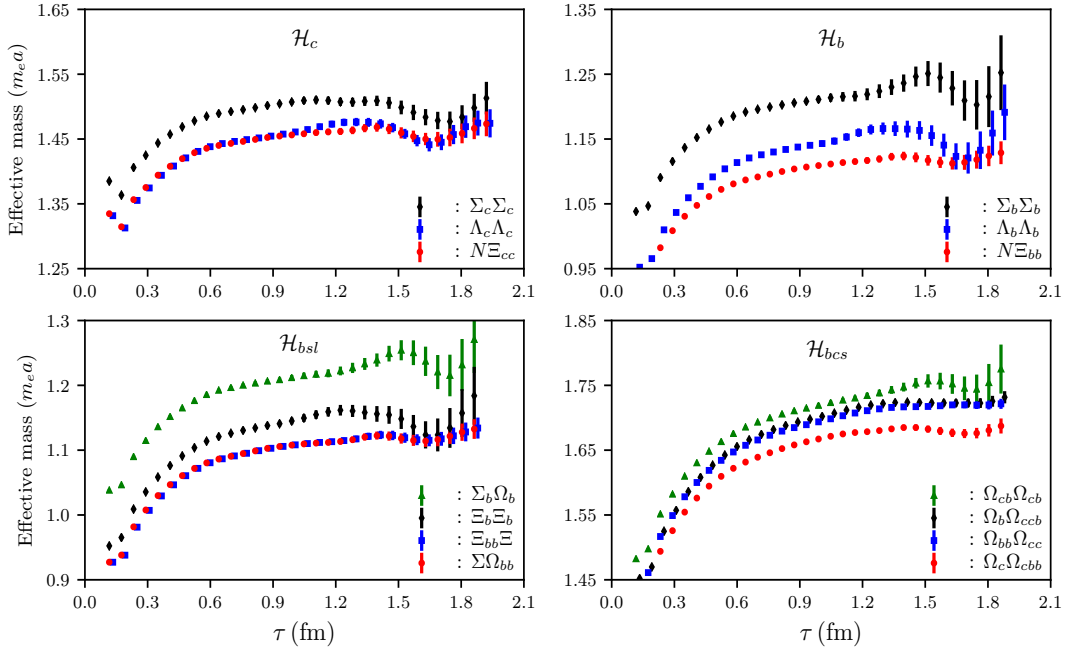 Effective mass (mₑa)
1.65
1.55
1.45
1.35
1.25
0.0 0.3 0.6 0.9 1.2 1.5 1.8 2.1
ℋ_c
: Σ_cΣ_c
: Λ_cΛ_c
: NΞ_cc
1.35
1.25
1.15
1.05
0.95
0.0 0.3 0.6 0.9 1.2 1.5 1.8 2.1
ℋ_b
: Σ_bΣ_b
: Λ_bΛ_b
: NΞ_bb
Effective mass (mₑa)
1.3
1.2
1.1
1.0
0.9
0.0 0.3 0.6 0.9 1.2 1.5 1.8 2.1
τ (fm)
ℋ_bsl
: Σ_bΩ_b
: Ξ_bΞ_b
: Ξ_bbΞ
: ΣΩ_bb
1.85
1.75
1.65
1.55
1.45
0.0 0.3 0.6 0.9 1.2 1.5 1.8 2.1
τ (fm)
ℋ_bcs
: Ω_cbΩ_cb
: Ω_bΩ_ccb
: Ω_bbΩ_cc
: Ω_cΩ_cbb